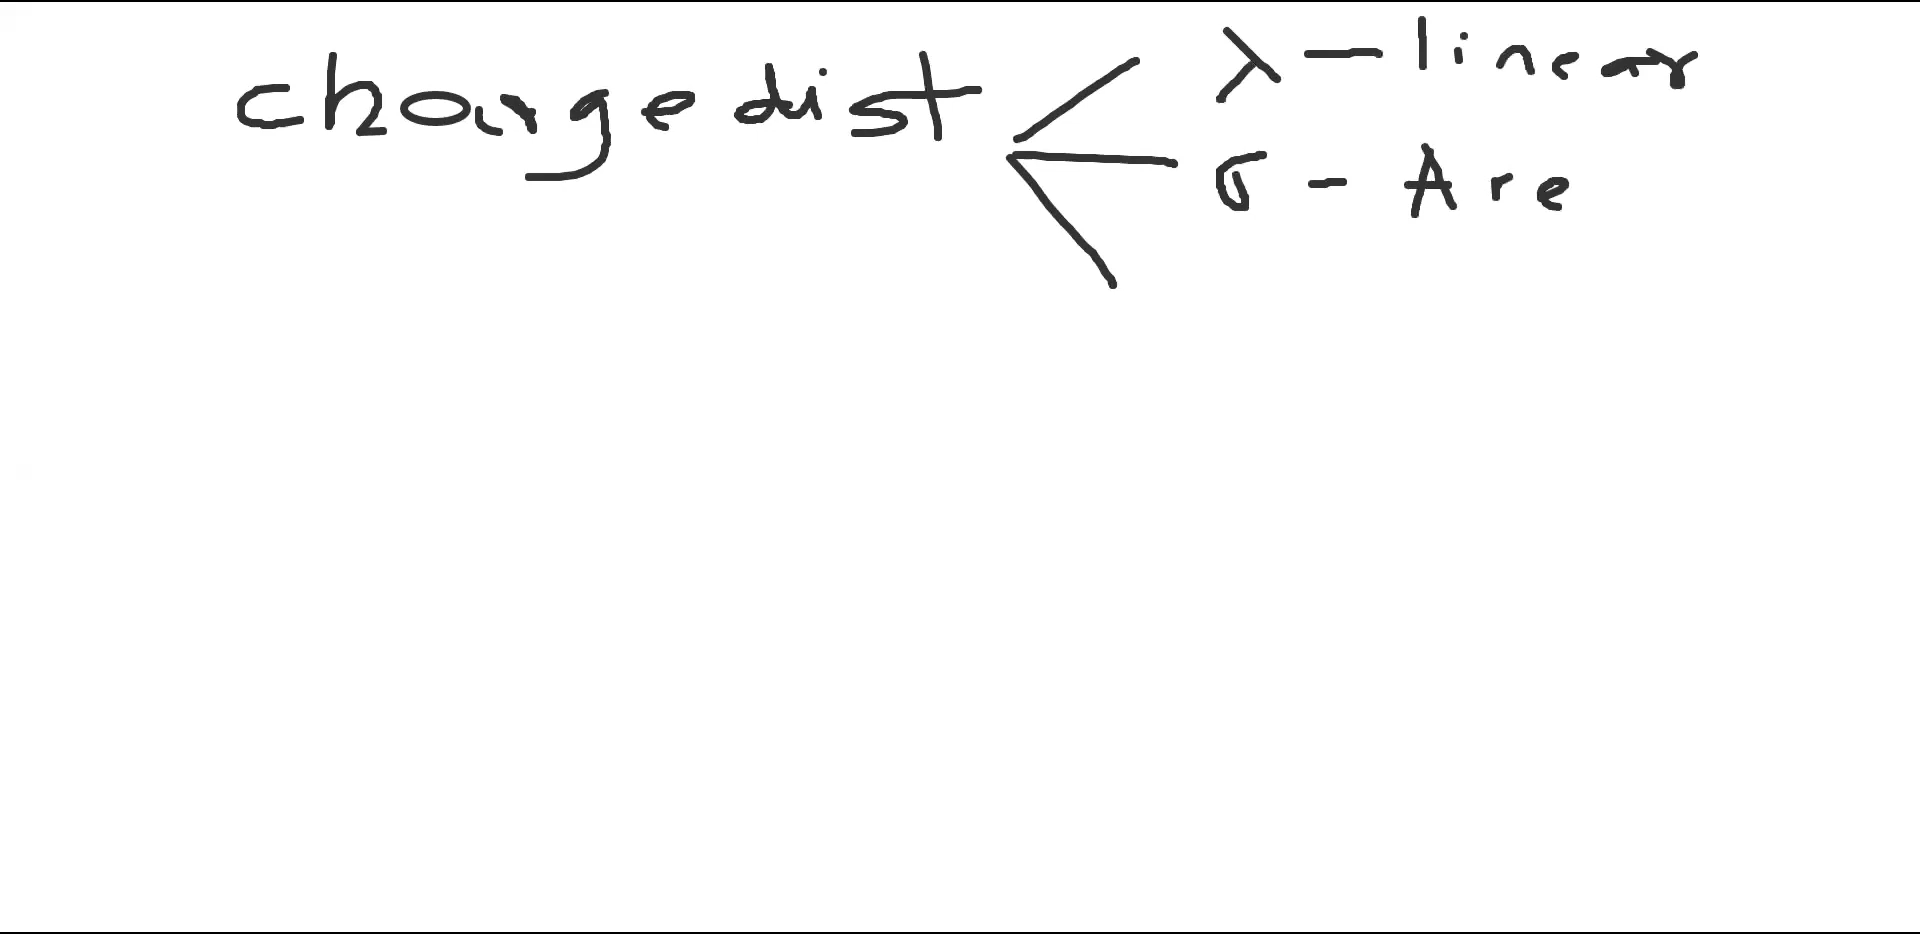 charge dist
λ - linear
σ - Are